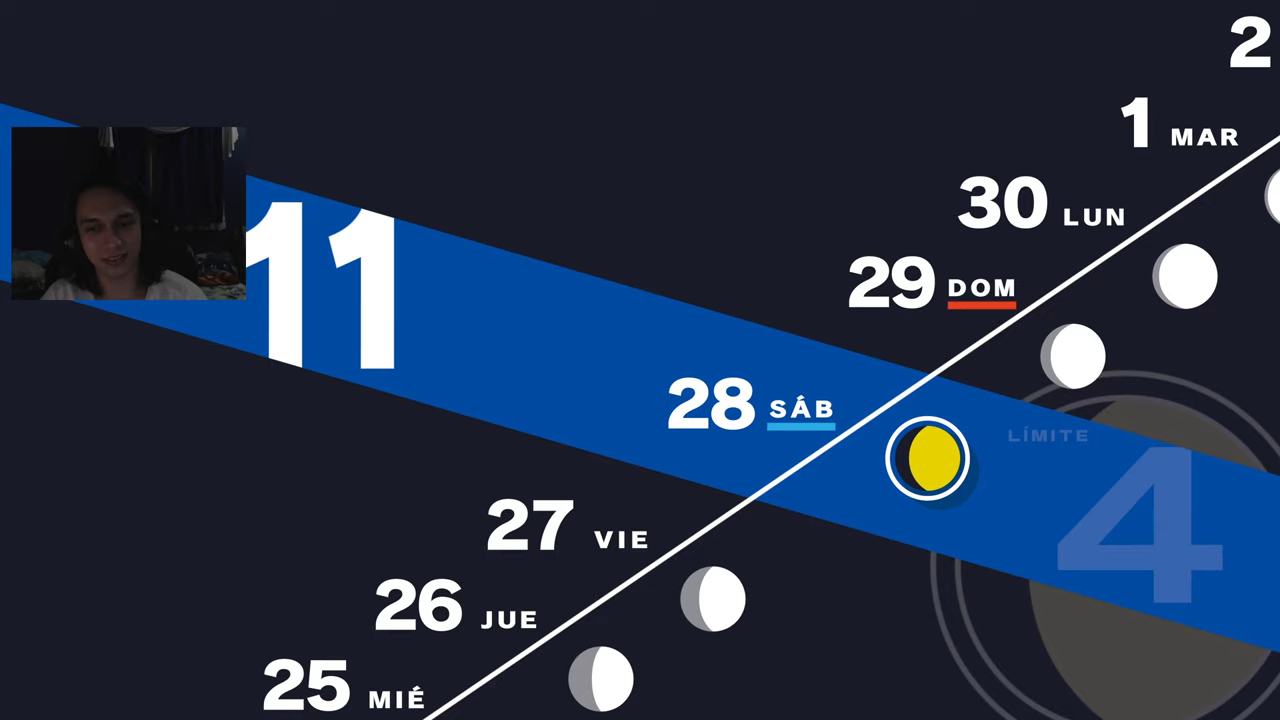 2
1 MAR
30 LUN
29 DOM
11
28 SÁB
LÍMITE
4
27 VIE
26 JUE
25 MIÉ